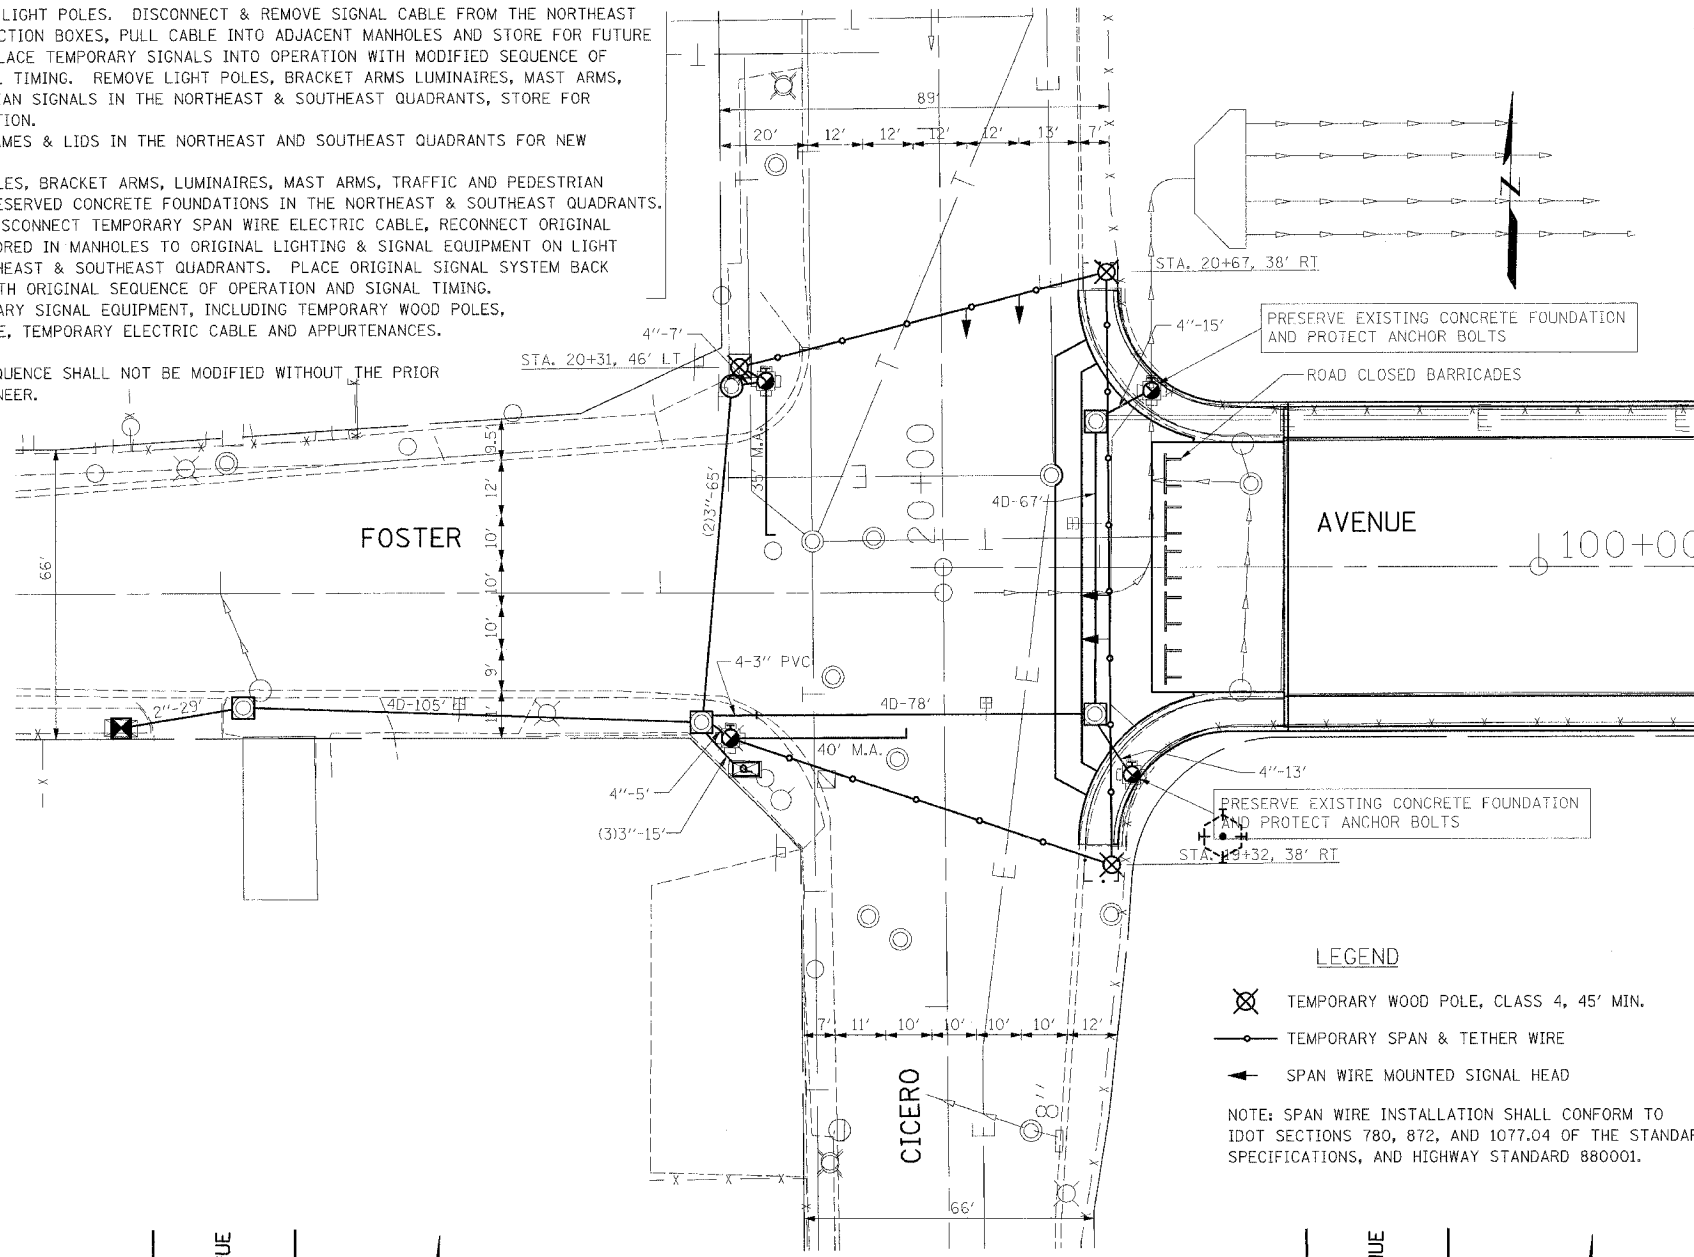 LIGHT POLES. DISCONNECT & REMOVE SIGNAL CABLE FROM THE NORTHEAST
CTION BOXES, PULL CABLE INTO ADJACENT MANHOLES AND STORE FOR FUTURE
LACE TEMPORARY SIGNALS INTO OPERATION WITH MODIFIED SEQUENCE OF
L TIMING. REMOVE LIGHT POLES, BRACKET ARMS LUMINAIRES, MAST ARMS,
IAN SIGNALS IN THE NORTHEAST & SOUTHEAST QUADRANTS, STORE FOR
TION.
AMES & LIDS IN THE NORTHEAST AND SOUTHEAST QUADRANTS FOR NEW
LES, BRACKET ARMS, LUMINAIRES, MAST ARMS, TRAFFIC AND PEDESTRIAN
ESERVED CONCRETE FOUNDATIONS IN THE NORTHEAST & SOUTHEAST QUADRANTS.
ISCONNECT TEMPORARY SPAN WIRE ELECTRIC CABLE, RECONNECT ORIGINAL
ORED IN MANHOLES TO ORIGINAL LIGHTING & SIGNAL EQUIPMENT ON LIGHT
HEAST & SOUTHEAST QUADRANTS. PLACE ORIGINAL SIGNAL SYSTEM BACK
TH ORIGINAL SEQUENCE OF OPERATION AND SIGNAL TIMING.
ARY SIGNAL EQUIPMENT, INCLUDING TEMPORARY WOOD POLES,
E, TEMPORARY ELECTRIC CABLE AND APPURTENANCES.
QUENCE SHALL NOT BE MODIFIED WITHOUT THE PRIOR
NEER.
89'
20' 12' 12' 12' 12' 13' 7'
T
E
N
STA. 20+67, 38' RT
4"-7'
STA. 20+31, 46' LT
4"-15'
PRESERVE EXISTING CONCRETE FOUNDATION
AND PROTECT ANCHOR BOLTS
ROAD CLOSED BARRICADES
T
9.5'
12'
10'
10'
10'
9'
11'
66'
(2)3"-65'
35' M.A.
E
20+00
4D-67'
FOSTER
AVENUE
100+00
4-3" PVC
2"-29'
4D-105'
4D-78'
40' M.A.
E
4"-5'
(3)3"-15'
4"-13'
PRESERVE EXISTING CONCRETE FOUNDATION
AND PROTECT ANCHOR BOLTS
STA. 19+32, 38' RT
E
LEGEND
TEMPORARY WOOD POLE, CLASS 4, 45' MIN.
TEMPORARY SPAN & TETHER WIRE
SPAN WIRE MOUNTED SIGNAL HEAD
NOTE: SPAN WIRE INSTALLATION SHALL CONFORM TO
IDOT SECTIONS 780, 872, AND 1077.04 OF THE STANDAR
SPECIFICATIONS, AND HIGHWAY STANDARD 880001.
7' 11' 10' 10' 10' 10' 12'
CICERO
8"
E
66'
UE
NUE